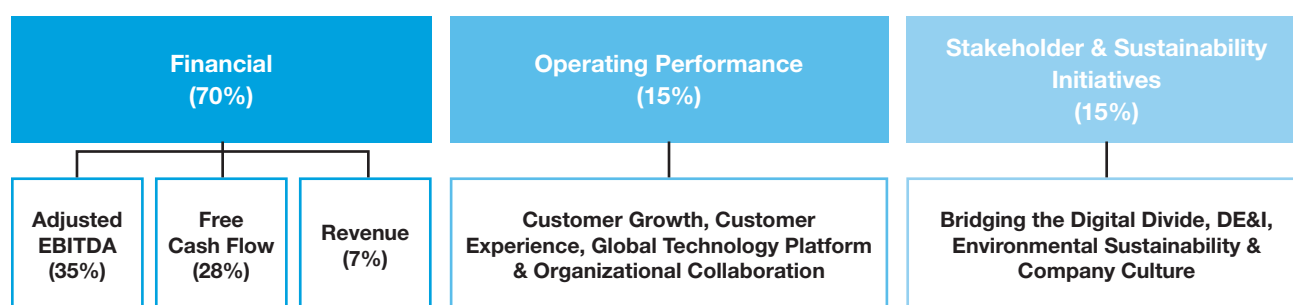 Financial
(70%)
Operating Performance
(15%)
Stakeholder & Sustainability
Initiatives
(15%)
Adjusted
EBITDA
(35%)
Free
Cash Flow
(28%)
Revenue
(7%)
Customer Growth, Customer
Experience, Global Technology Platform
& Organizational Collaboration
Bridging the Digital Divide, DE&I,
Environmental Sustainability &
Company Culture